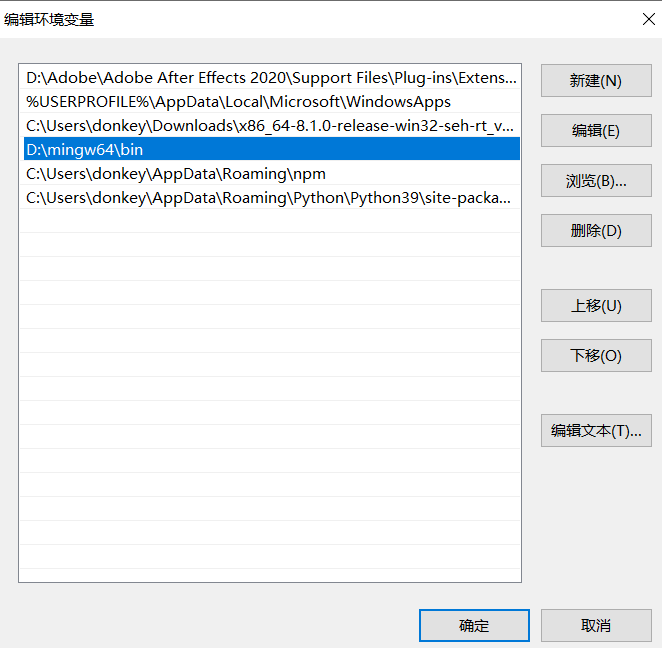 编辑环境变量
D:\Adobe\Adobe After Effects 2020\Support Files\Plug-ins\Extens...
%USERPROFILE%\AppData\Local\Microsoft\WindowsApps
C:\Users\donkey\Downloads\x86_64-8.1.0-release-win32-seh-rt_v...
D:\mingw64\bin
C:\Users\donkey\AppData\Roaming\npm
C:\Users\donkey\AppData\Roaming\Python\Python39\site-packa...
新建(N)
编辑(E)
浏览(B)...
删除(D)
上移(U)
下移(O)
编辑文本(T)...
确定
取消